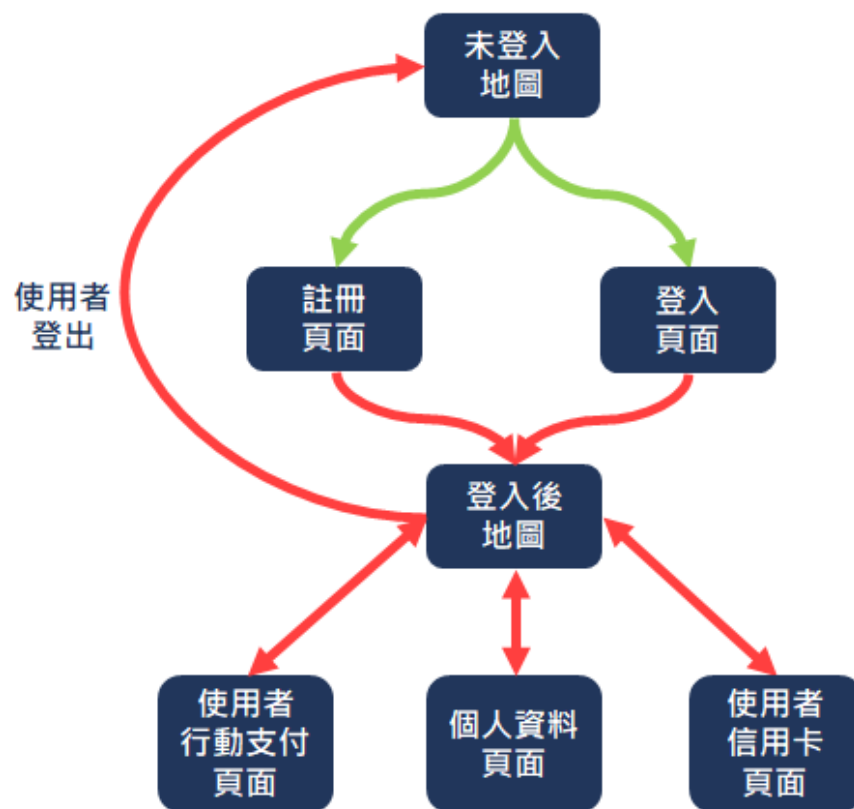 未登入
地圖
使用者
登出
註冊
頁面
登入
頁面
登入後
地圖
使用者
行動支付
頁面
個人資料
頁面
使用者
信用卡
頁面